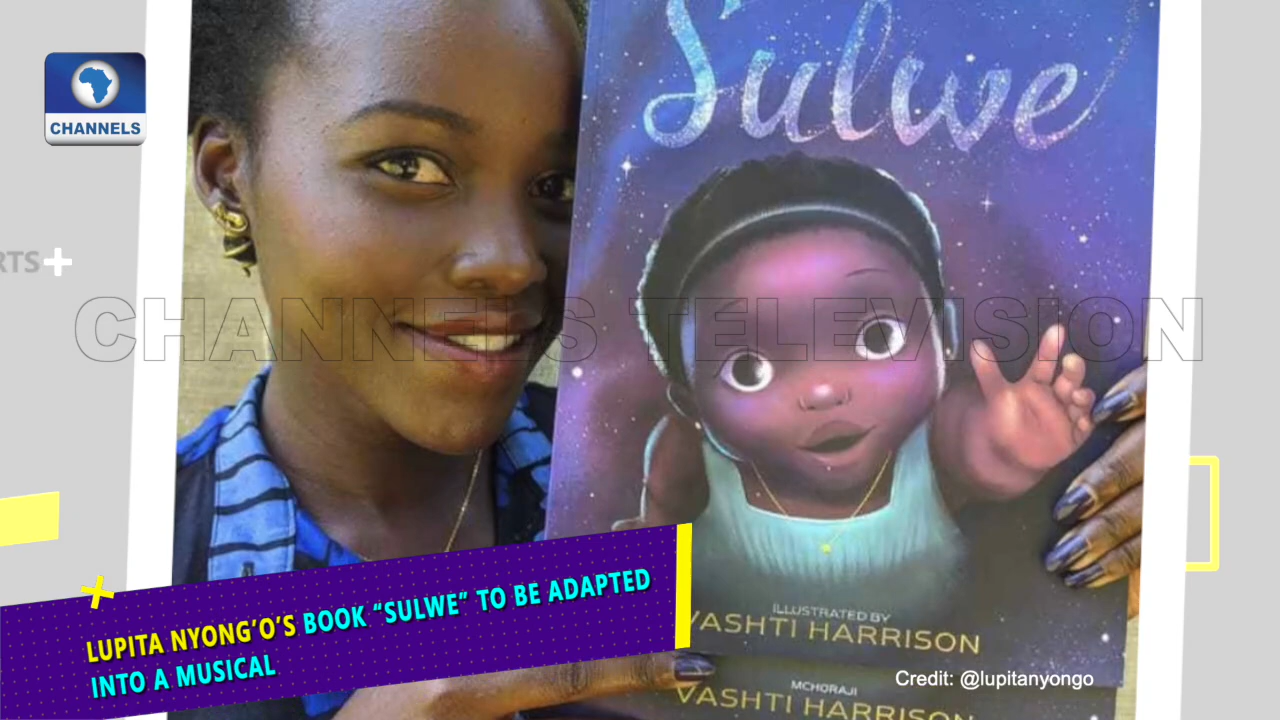 Sulwe
CHANNELS
RTS
CHANNELS TELEVISION
ILLUSTRATED BY
VASHTI HARRISON
LUPITA NYONG'O'S BOOK “SULWE” TO BE ADAPTED
INTO A MUSICAL
Credit: @lupitanyongo
MCHORAJI
VASHTI HARRISON